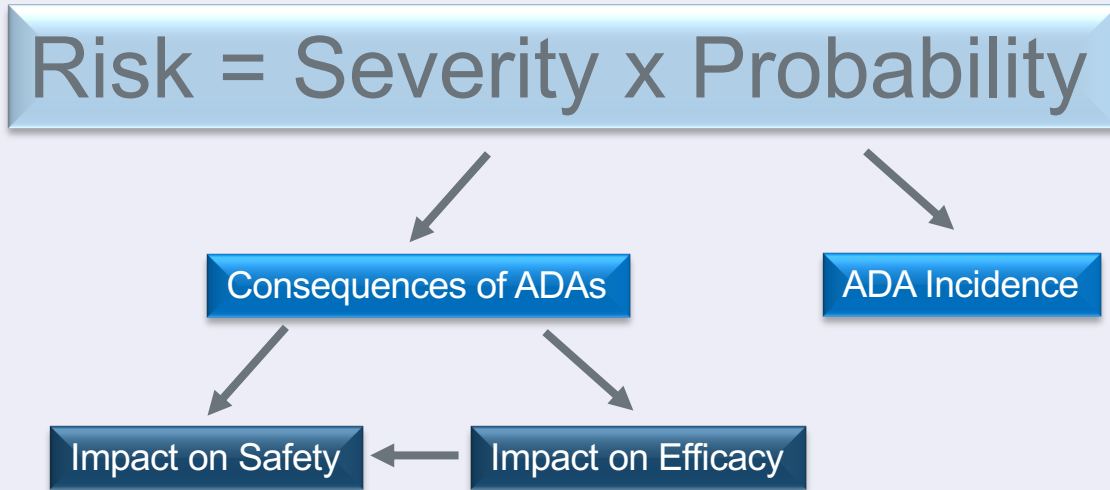 Risk = Severity x Probability
Consequences of ADAs
ADA Incidence
Impact on Safety
Impact on Efficacy